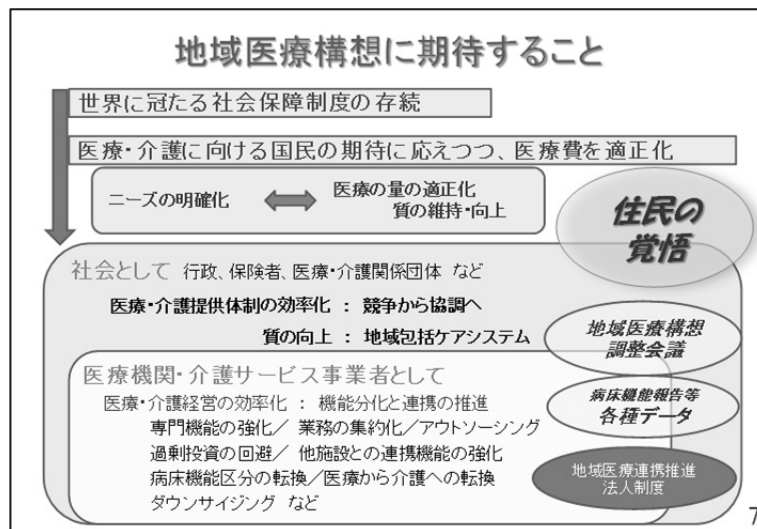 地域医療構想に期待すること
世界に冠たる社会保障制度の存続
医療・介護に向ける国民の期待に応えつつ、医療費を適正化
ニーズの明確化
医療の量の適正化
質の維持・向上
住民の
覚悟
社会として 行政、保険者、医療・介護関係団体 など
医療・介護提供体制の効率化 : 競争から協調へ
質の向上 : 地域包括ケアシステム
地域医療構想
調整会議
医療機関・介護サービス事業者として
医療・介護経営の効率化 : 機能分化と連携の推進
専門機能の強化／ 業務の集約化／アウトソーシング
過剰投資の回避／ 他施設との連携機能の強化
病床機能区分の転換／医療から介護への転換
ダウンサイジング など
病床機能報告等
各種データ
地域医療連携推進
法人制度
7